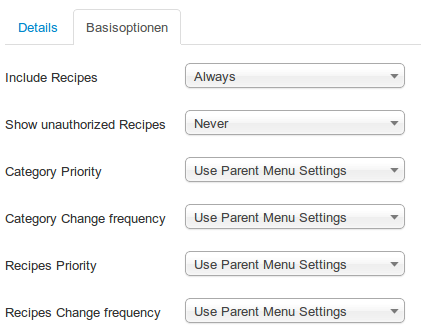 Details Basisoptionen
Include Recipes Always
Show unauthorized Recipes Never
Category Priority Use Parent Menu Settings
Category Change frequency Use Parent Menu Settings
Recipes Priority Use Parent Menu Settings
Recipes Change frequency Use Parent Menu Settings